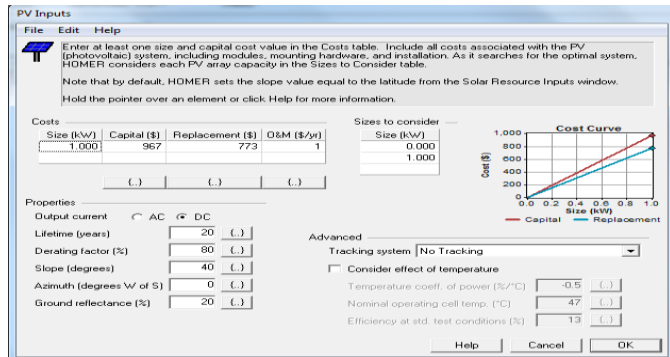 PV Inputs
File Edit Help
Enter at least one size and capital cost value in the Costs table. Include all costs associated with the PV
(photovoltaic) system, including modules, mounting hardware, and installation. As it searches for the optimal system,
HOMER considers each PV array capacity in the Sizes to Consider table.
Note that by default, HOMER sets the slope value equal to the latitude from the Solar Resource Inputs window.
Hold the pointer over an element or click Help for more information.
Costs
Size (kW) Capital ($) Replacement ($) O&M ($/yr)
1.000 967 773 1
{..} {..} {..}
Sizes to consider
Size (kW)
0.000
1.000
Cost Curve
1,000
800
600
400
200
0
Cost ($)
0.0 0.2 0.4 0.6 0.8 1.0
Size (kW)
Capital Replacement
Properties
Output current AC DC
Lifetime (years) 20 {..}
Derating factor (%) 80 {..}
Slope (degrees) 40 {..}
Azimuth (degrees W of S) 0 {..}
Ground reflectance (%) 20 {..}
Advanced
Tracking system No Tracking
Consider effect of temperature
Temperature coeff. of power (%/°C) -0.5 {..}
Nominal operating cell temp. (°C) 47 {..}
Efficiency at std. test conditions (%) 13 {..}
Help Cancel OK